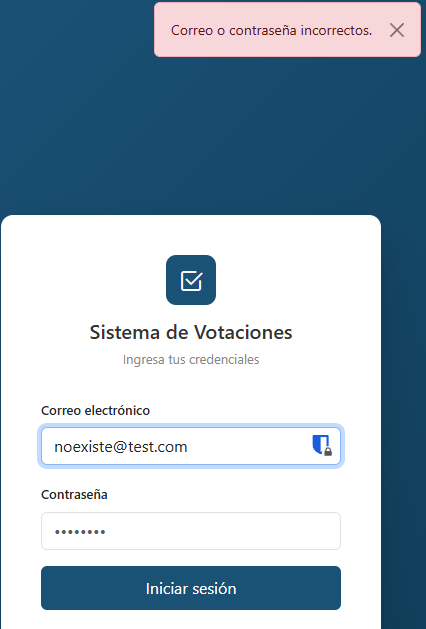 Correo o contraseña incorrectos.
Sistema de Votaciones
Ingresa tus credenciales
Correo electrónico
noexiste@test.com
Contraseña
••••••••
Iniciar sesión